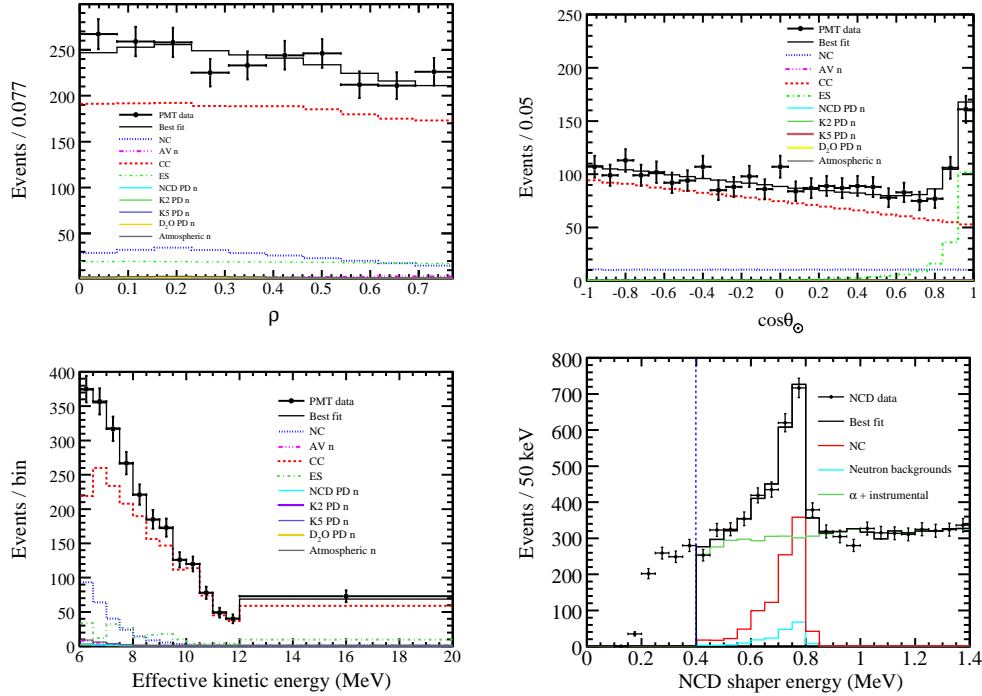 Events / 0.077
250
200
150
100
50
PMT data
Best fit
NC
AV n
CC
ES
NCD PD n
K2 PD n
K5 PD n
D₂O PD n
Atmospheric n
0 0.1 0.2 0.3 0.4 0.5 0.6 0.7
ρ
Events / 0.05
250
200
150
100
50
0
PMT data
Best fit
NC
AV n
CC
ES
NCD PD n
K2 PD n
K5 PD n
D₂O PD n
Atmospheric n
-1 -0.8 -0.6 -0.4 -0.2 0 0.2 0.4 0.6 0.8 1
cosθ☉
Events / bin
400
350
300
250
200
150
100
50
0
PMT data
Best fit
NC
AV n
CC
ES
NCD PD n
K2 PD n
K5 PD n
D₂O PD n
Atmospheric n
6 8 10 12 14 16 18 20
Effective kinetic energy (MeV)
Events / 50 keV
800
700
600
500
400
300
200
100
0
NCD data
Best fit
NC
Neutron backgrounds
α + instrumental
0 0.2 0.4 0.6 0.8 1 1.2 1.4
NCD shaper energy (MeV)